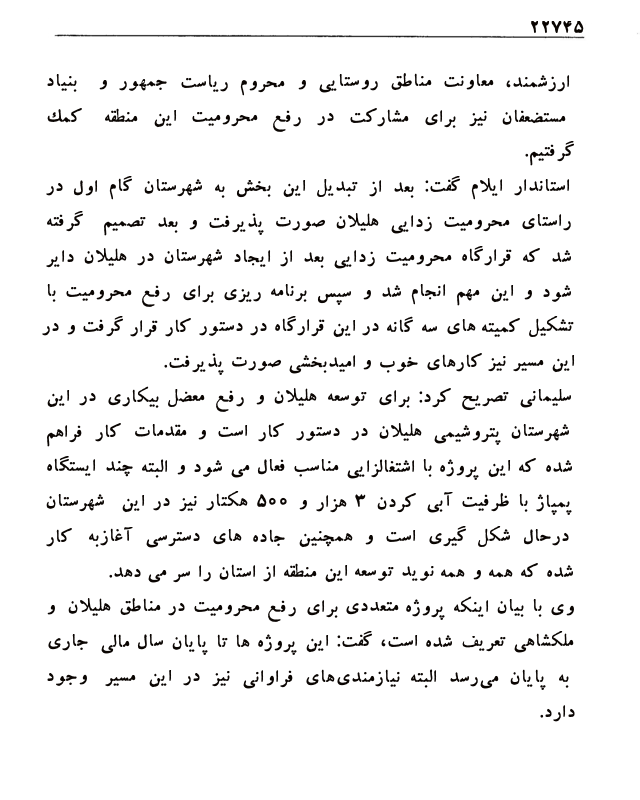 ۲۲۷۴۵
ارزشمند، معاونت مناطق روستایی و محروم ریاست جمهور و بنیاد
مستضعفان نیز برای مشارکت در رفع محرومیت این منطقه کمك
گرفتیم.
استاندار ایلام گفت: بعد از تبدیل این بخش به شهرستان گام اول در
راستای محرومیت زدایی هلیلان صورت پذیرفت و بعد تصمیم گرفته
شد که قرارگاه محرومیت زدایی بعد از ایجاد شهرستان در هلیلان دایر
شود و این مهم انجام شد و سپس برنامه ریزی برای رفع محرومیت با
تشکیل کمیته های سه گانه در این قرارگاه در دستور کار قرار گرفت و در
این مسیر نیز کارهای خوب و امیدبخشی صورت پذیرفت.
سلیمانی تصریح کرد: برای توسعه هلیلان و رفع معضل بیکاری در این
شهرستان پتروشیمی هلیلان در دستور کار است و مقدمات کار فراهم
شده که این پروژه با اشتغالزایی مناسب فعال می شود و البته چند ایستگاه
پمپاژ با ظرفیت آبی کردن ۳ هزار و ۵۰۰ هکتار نیز در این شهرستان
درحال شکل گیری است و همچنین جاده های دسترسی آغازبه کار
شده که همه و همه نوید توسعه این منطقه از استان را سر می دهد.
وی با بیان اینکه پروژه متعددی برای رفع محرومیت در مناطق هلیلان و
ملکشاهی تعریف شده است، گفت: این پروژه ها تا پایان سال مالی جاری
به پایان می‌رسد البته نیازمندی‌های فراوانی نیز در این مسیر وجود
دارد.